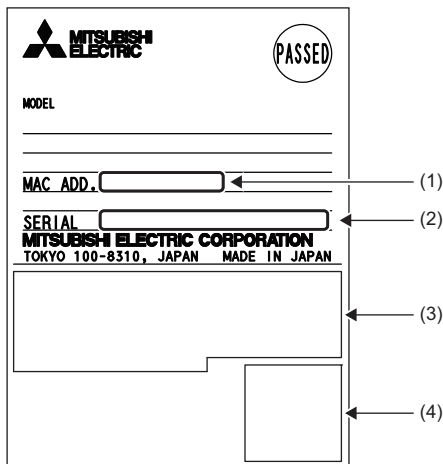 MITSUBISHI
ELECTRIC
PASSED
MODEL
MAC ADD.
(1)
SERIAL
(2)
MITSUBISHI ELECTRIC CORPORATION
TOKYO 100-8310, JAPAN MADE IN JAPAN
(3)
(4)